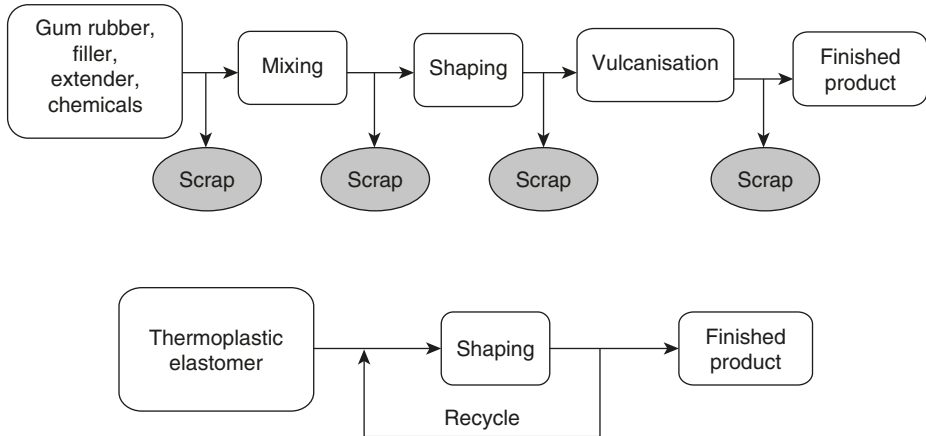 Gum rubber,
filler,
extender,
chemicals
Mixing
Shaping
Vulcanisation
Finished
product
Scrap
Scrap
Scrap
Scrap
Thermoplastic
elastomer
Shaping
Finished
product
Recycle